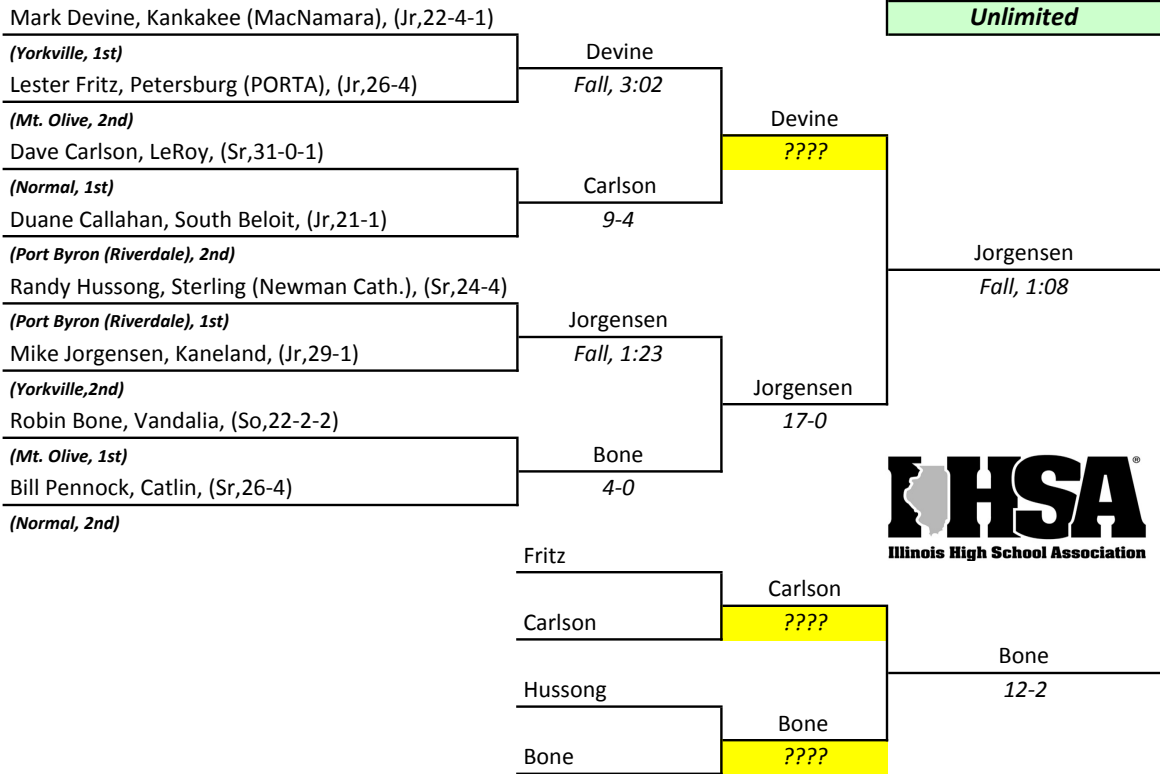 Mark Devine, Kankakee (MacNamara), (Jr,22-4-1)
Unlimited
(Yorkville, 1st)
Devine
Lester Fritz, Petersburg (PORTA), (Jr,26-4)
Fall, 3:02
(Mt. Olive, 2nd)
Devine
Dave Carlson, LeRoy, (Sr,31-0-1)
????
(Normal, 1st)
Carlson
Duane Callahan, South Beloit, (Jr,21-1)
9-4
(Port Byron (Riverdale), 2nd)
Jorgensen
Randy Hussong, Sterling (Newman Cath.), (Sr,24-4)
Fall, 1:08
(Port Byron (Riverdale), 1st)
Jorgensen
Mike Jorgensen, Kaneland, (Jr,29-1)
Fall, 1:23
(Yorkville,2nd)
Jorgensen
Robin Bone, Vandalia, (So,22-2-2)
17-0
(Mt. Olive, 1st)
Bone
Bill Pennock, Catlin, (Sr,26-4)
4-0
(Normal, 2nd)
IHSA®
Illinois High School Association
Fritz
Carlson
Carlson
????
Bone
Hussong
12-2
Bone
Bone
????